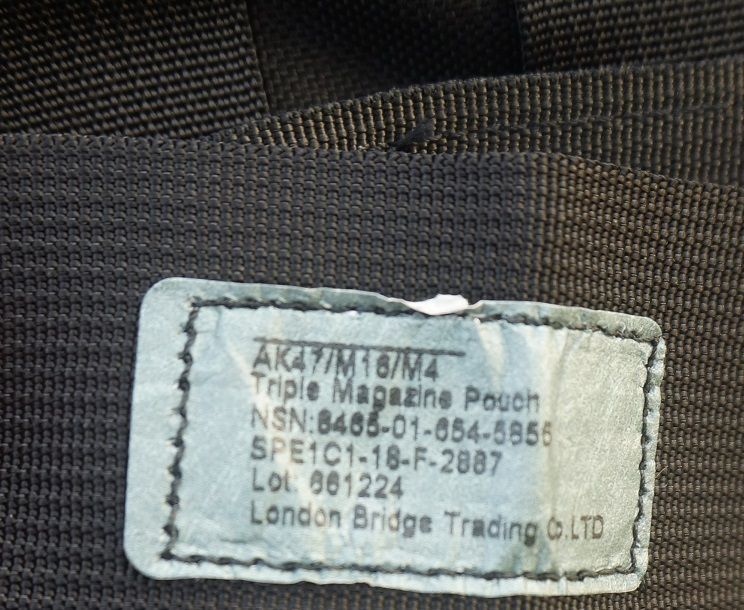 AK47/M16/M4
Triple Magazine Pouch
NSN:8465-01-654-5855
SPE1C1-18-F-2887
Lot: 661224
London Bridge Trading Co.LTD